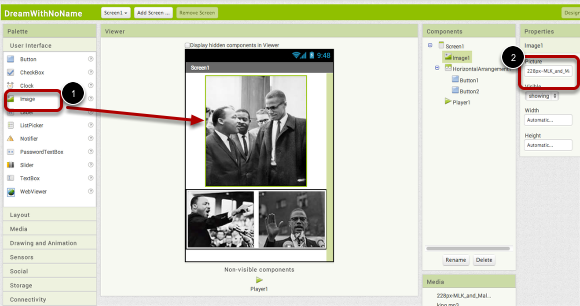 DreamWithNoName
Screen1
Add Screen ...
Remove Screen
Design
Palette
User Interface
Button
CheckBox
Clock
Image
Label
ListPicker
Notifier
PasswordTextBox
Slider
TextBox
WebViewer
Layout
Media
Drawing and Animation
Sensors
Social
Storage
Connectivity
1
Viewer
Display hidden components in Viewer
9:48
Screen1
Non-visible components
Player1
Components
Screen1
Image1
HorizontalArrangement
Button1
Button2
Player1
Rename
Delete
Media
228px-MLK_and_Mal...
king.mp3
2
Properties
Image1
Picture
228px-MLK_and_M
Visible
showing
Width
Automatic...
Height
Automatic...